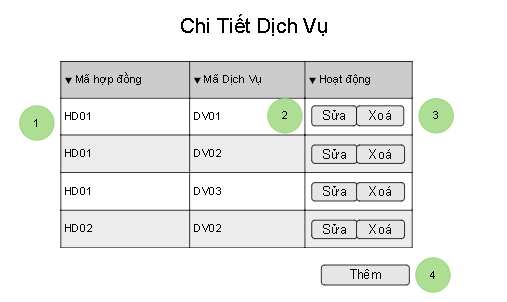 Chi Tiết Dịch Vụ
▼ Mã hợp đồng ▼ Mã Dịch Vụ ▼ Hoạt động
1 HD01 DV01 2 Sửa Xoá 3
HD01 DV02 Sửa Xoá
HD01 DV03 Sửa Xoá
HD02 DV02 Sửa Xoá
Thêm 4